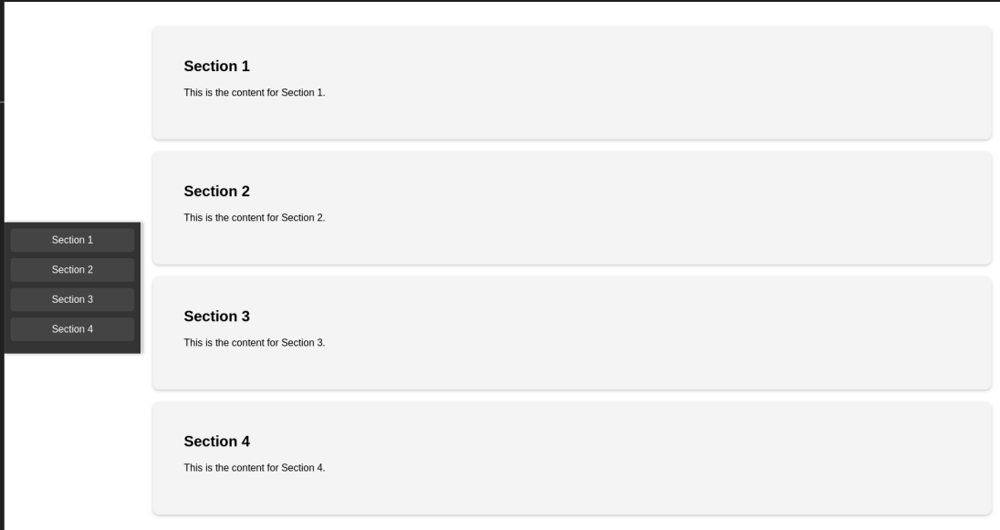 Section 1
Section 2
Section 3
Section 4
Section 1
This is the content for Section 1.
Section 2
This is the content for Section 2.
Section 3
This is the content for Section 3.
Section 4
This is the content for Section 4.